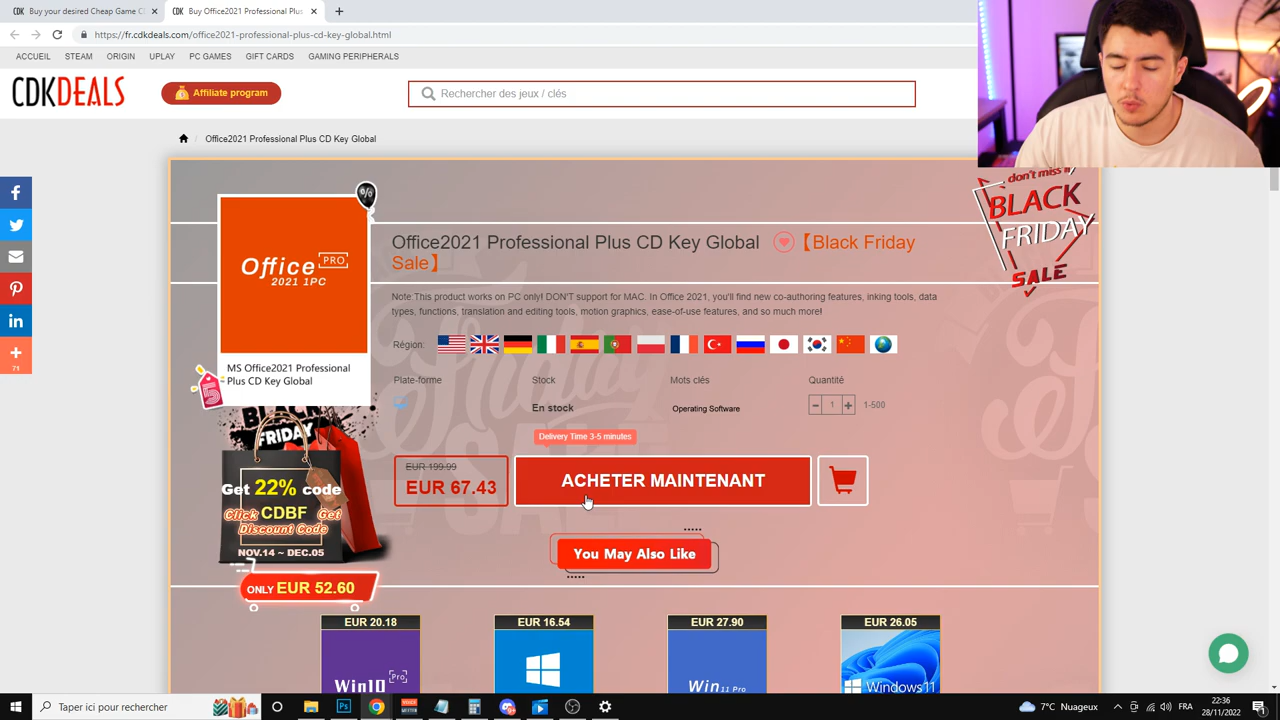 CDK Buy your desired Cheap Game C
CDK Buy Office2021 Professional Plus
https://fr.cdkdeals.com/office2021-professional-plus-cd-key-global.html
ACCUEIL STEAM ORIGIN UPLAY PC GAMES GIFT CARDS GAMING PERIPHERALS
CDKDEALS
Affiliate program
Rechercher des jeux / clés
Office2021 Professional Plus CD Key Global
%
don't miss it
BLACK
FRIDAY
SALE
Office PRO
2021 1PC
MS Office2021 Professional
Plus CD Key Global
Office2021 Professional Plus CD Key Global 【Black Friday
Sale】
Note This product works on PC only! DON'T support for MAC. In Office 2021, you'll find new co-authoring features, inking tools, data
types, functions, translation and editing tools, motion graphics, ease-of-use features, and so much more!
Région:
Plate-forme Stock Mots clés Quantité
En stock Operating Software 1 1-500
Delivery Time 3-5 minutes
EUR 199.99
EUR 67.43
ACHETER MAINTENANT
71
5
BLACK
FRIDAY
Get 22% code
Click CDBF Get
Discount Code
NOV.14 ~ DEC.05
ONLY EUR 52.60
You May Also Like
EUR 20.18 EUR 16.54 EUR 27.90 EUR 26.05
Win10 Pro
Win 11 Pro
Windows11
Taper ici pour rechercher
7°C Nuageux
FRA
22:36
28/11/2022